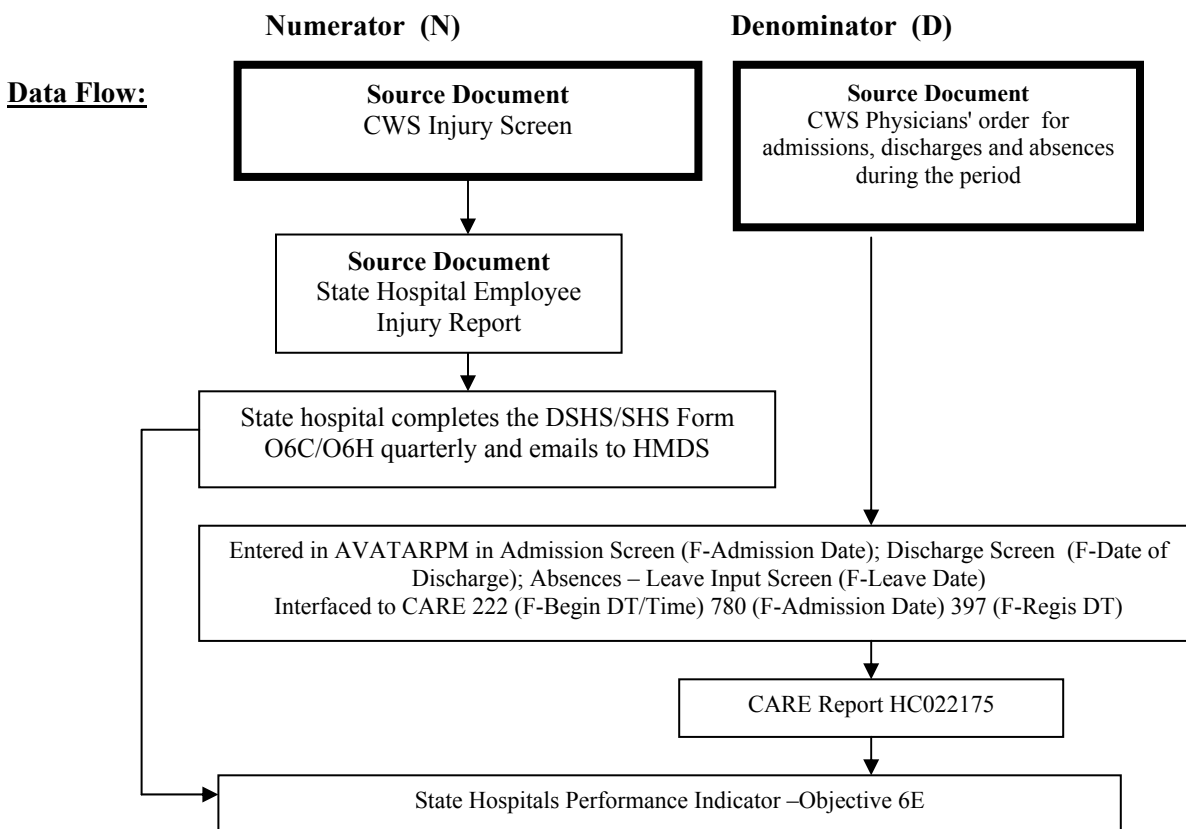 Numerator (N)
Denominator (D)
Data Flow:
Source Document
CWS Injury Screen
Source Document
CWS Physicians' order for
admissions, discharges and absences
during the period
Source Document
State Hospital Employee
Injury Report
State hospital completes the DSHS/SHS Form
O6C/O6H quarterly and emails to HMDS
Entered in AVATARPM in Admission Screen (F-Admission Date); Discharge Screen (F-Date of
Discharge); Absences – Leave Input Screen (F-Leave Date)
Interfaced to CARE 222 (F-Begin DT/Time) 780 (F-Admission Date) 397 (F-Regis DT)
CARE Report HC022175
State Hospitals Performance Indicator –Objective 6E